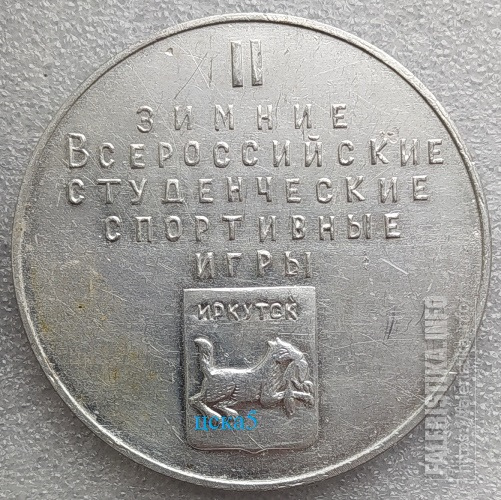 II
ЗИМНИЕ
ВСЕРОССИЙСКИЕ
СТУДЕНЧЕСКИЕ
СПОРТИВНЫЕ
ИГРЫ
ИРКУТСК
цска5
FALERISTIKA.INFO